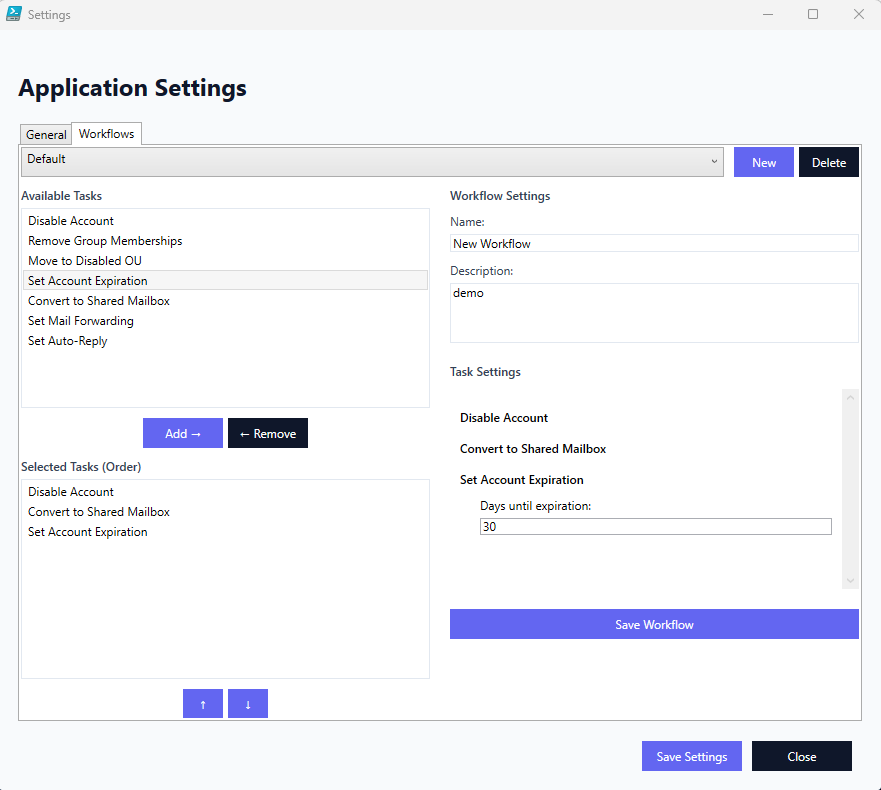 Settings
Application Settings
General
Workflows
Default
New
Delete
Available Tasks
Disable Account
Remove Group Memberships
Move to Disabled OU
Set Account Expiration
Convert to Shared Mailbox
Set Mail Forwarding
Set Auto-Reply
Add →
← Remove
Selected Tasks (Order)
Disable Account
Convert to Shared Mailbox
Set Account Expiration
↑
↓
Workflow Settings
Name:
New Workflow
Description:
demo
Task Settings
Disable Account
Convert to Shared Mailbox
Set Account Expiration
Days until expiration:
30
Save Workflow
Save Settings
Close